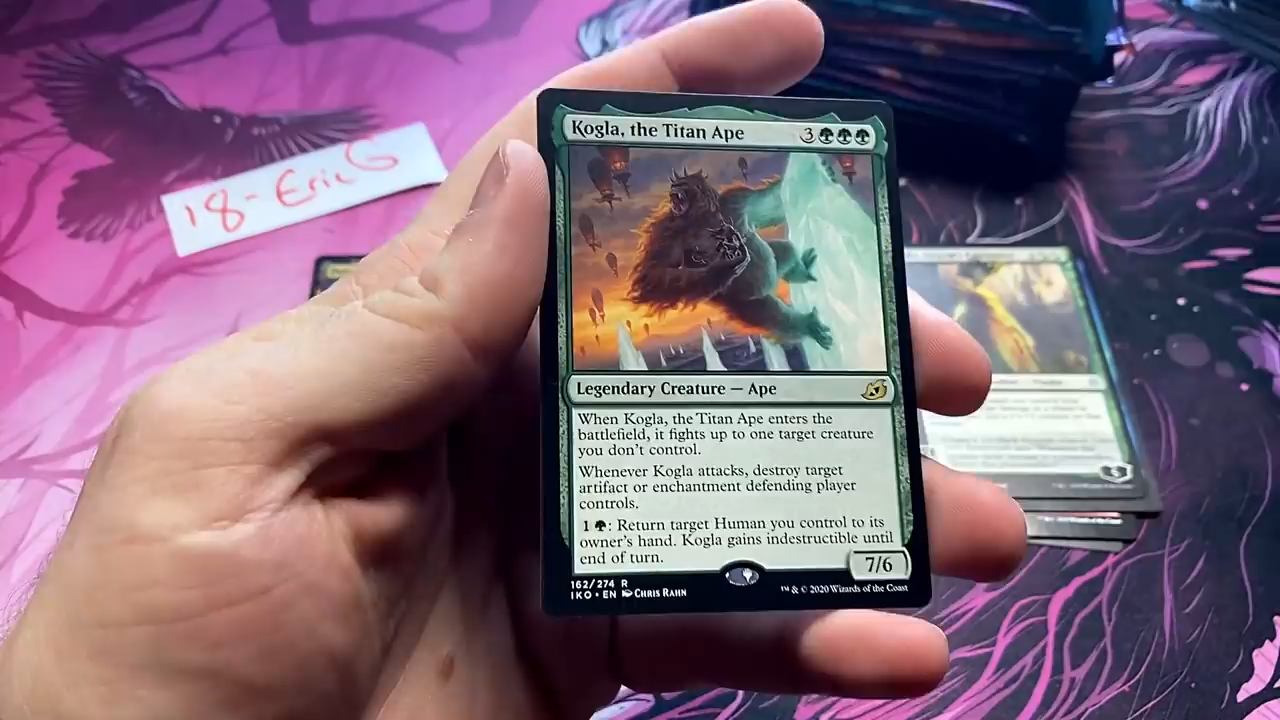 18-Eric G
Kogla, the Titan Ape 3
Legendary Creature — Ape
When Kogla, the Titan Ape enters the
battlefield, it fights up to one target creature
you don't control.
Whenever Kogla attacks, destroy target
artifact or enchantment defending player
controls.
1 : Return target Human you control to its
owner's hand. Kogla gains indestructible until
end of turn.
7/6
162/274 R
IKO • EN Chris Rahn
™ & © 2020 Wizards of the Coast